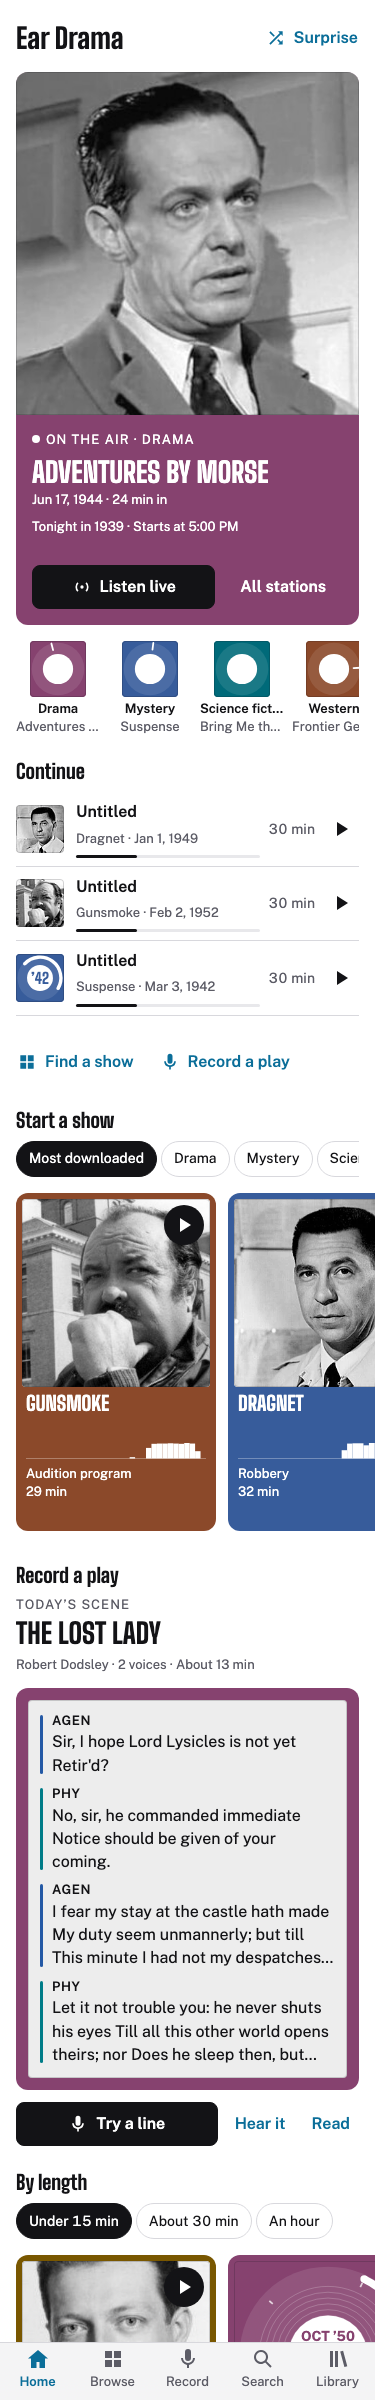 Ear Drama
Surprise
ON THE AIR · DRAMA
ADVENTURES BY MORSE
Jun 17, 1944 · 24 min in
Tonight in 1939 · Starts at 5:00 PM
Listen live
All stations
Drama
Adventures ...
Mystery
Suspense
Science fict...
Bring Me th...
Western
Frontier Ge
Continue
Untitled
Dragnet · Jan 1, 1949
30 min
Untitled
Gunsmoke · Feb 2, 1952
30 min
'42
Untitled
Suspense · Mar 3, 1942
30 min
Find a show
Record a play
Start a show
Most downloaded
Drama
Mystery
Scie
GUNSMOKE
Audition program
29 min
DRAGNET
Robbery
32 min
Record a play
TODAY’S SCENE
THE LOST LADY
Robert Dodsley · 2 voices · About 13 min
AGEN
Sir, I hope Lord Lysicles is not yet
Retir'd?
PHY
No, sir, he commanded immediate
Notice should be given of your
coming.
AGEN
I fear my stay at the castle hath made
My duty seem unmannerly; but till
This minute I had not my despatches...
PHY
Let it not trouble you: he never shuts
his eyes Till all this other world opens
theirs; nor Does he sleep then, but...
Try a line
Hear it
Read
By length
Under 15 min
About 30 min
An hour
OCT ’50
Home
Browse
Record
Search
Library